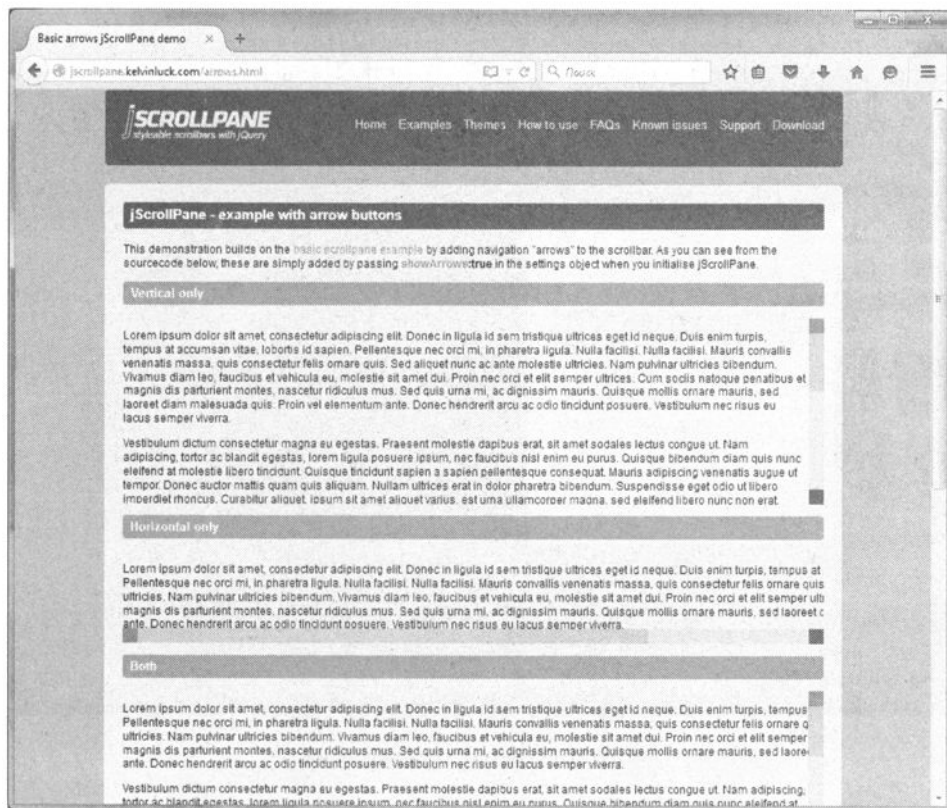 Basic arrows jScrollPane demo
jscrollpane.kelvinluck.com/arrows.html
Поиск
jSCROLLPANE
styleable scrollbars with jQuery
Home Examples Themes How to use FAQs Known issues Support Download
jScrollPane - example with arrow buttons
This demonstration builds on the basic scrollpane example by adding navigation "arrows" to the scrollbar. As you can see from the
sourcecode below, these are simply added by passing showArrows:true in the settings object when you initialise jScrollPane.
Vertical only
Lorem ipsum dolor sit amet, consectetur adipiscing elit. Donec in ligula id sem tristique ultrices eget id neque. Duis enim turpis,
tempus at accumsan vitae, lobortis id sapien. Pellentesque nec orci mi, in pharetra ligula. Nulla facilisi. Nulla facilisi. Mauris convallis
venenatis massa, quis consectetur felis ornare quis. Sed aliquet nunc ac ante molestie ultricies. Nam pulvinar ultricies bibendum.
Vivamus diam leo, faucibus et vehicula eu, molestie sit amet dui. Proin nec orci et elit semper ultrices. Cum sociis natoque penatibus et
magnis dis parturient montes, nascetur ridiculus mus. Sed quis urna mi, ac dignissim mauris. Quisque mollis ornare mauris, sed
laoreet diam malesuada quis. Proin vel elementum ante. Donec hendrerit arcu ac odio tincidunt posuere. Vestibulum nec risus eu
lacus semper viverra.
Vestibulum dictum consectetur magna eu egestas. Praesent molestie dapibus erat, sit amet sodales lectus congue ut. Nam
adipiscing, tortor ac blandit egestas, lorem ligula posuere ipsum, nec faucibus nisl enim eu purus. Quisque bibendum diam quis nunc
eleifend at molestie libero tincidunt. Quisque tincidunt sapien a sapien pellentesque consequat. Mauris adipiscing venenatis augue ut
tempor. Donec auctor mattis quam quis aliquam. Nullam ultrices erat in dolor pharetra bibendum. Suspendisse eget odio ut libero
imperdiet rhoncus. Curabitur aliquet, ipsum sit amet aliquet varius, est urna ullamcorper magna, sed eleifend libero nunc non erat.
Horizontal only
Lorem ipsum dolor sit amet, consectetur adipiscing elit. Donec in ligula id sem tristique ultrices eget id neque. Duis enim turpis, tempus at
Pellentesque nec orci mi, in pharetra ligula. Nulla facilisi. Nulla facilisi. Mauris convallis venenatis massa, quis consectetur felis ornare quis
ultricies. Nam pulvinar ultricies bibendum. Vivamus diam leo, faucibus et vehicula eu, molestie sit amet dui. Proin nec orci et elit semper ultr
magnis dis parturient montes, nascetur ridiculus mus. Sed quis urna mi, ac dignissim mauris. Quisque mollis ornare mauris, sed laoreet c
ante. Donec hendrerit arcu ac odio tincidunt posuere. Vestibulum nec risus eu lacus semper viverra.
Both
Lorem ipsum dolor sit amet, consectetur adipiscing elit. Donec in ligula id sem tristique ultrices eget id neque. Duis enim turpis, tempus
Pellentesque nec orci mi, in pharetra ligula. Nulla facilisi. Nulla facilisi. Mauris convallis venenatis massa, quis consectetur felis ornare q
ultricies. Nam pulvinar ultricies bibendum. Vivamus diam leo, faucibus et vehicula eu, molestie sit amet dui. Proin nec orci et elit semper
magnis dis parturient montes, nascetur ridiculus mus. Sed quis urna mi, ac dignissim mauris. Quisque mollis ornare mauris, sed laore
ante. Donec hendrerit arcu ac odio tincidunt posuere. Vestibulum nec risus eu lacus semper viverra.
Vestibulum dictum consectetur magna eu egestas. Praesent molestie dapibus erat, sit amet sodales lectus congue ut. Nam adipiscing,
tortor ac blandit egestas, lorem ligula posuere ipsum, nec faucibus nisl enim eu purus. Quisque bibendum diam quis nunc eleifend at